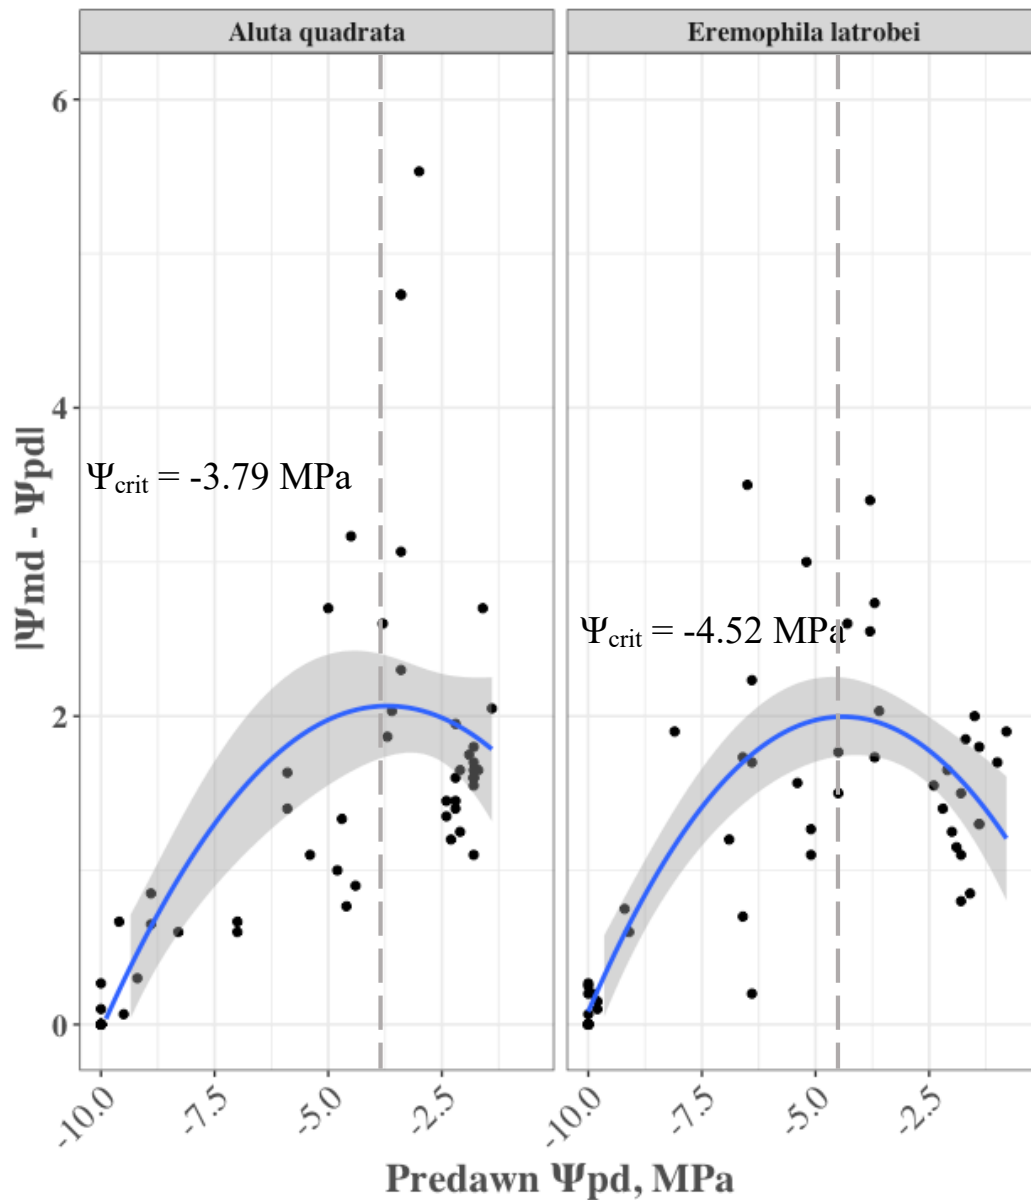 Aluta quadrata
Eremophila latrobei
6
4
2
0
|Ψmd - Ψpd|
Ψcrit = -3.79 MPa
Ψcrit = -4.52 MPa
-10.0
-7.5
-5.0
-2.5
-10.0
-7.5
-5.0
-2.5
Predawn Ψpd, MPa